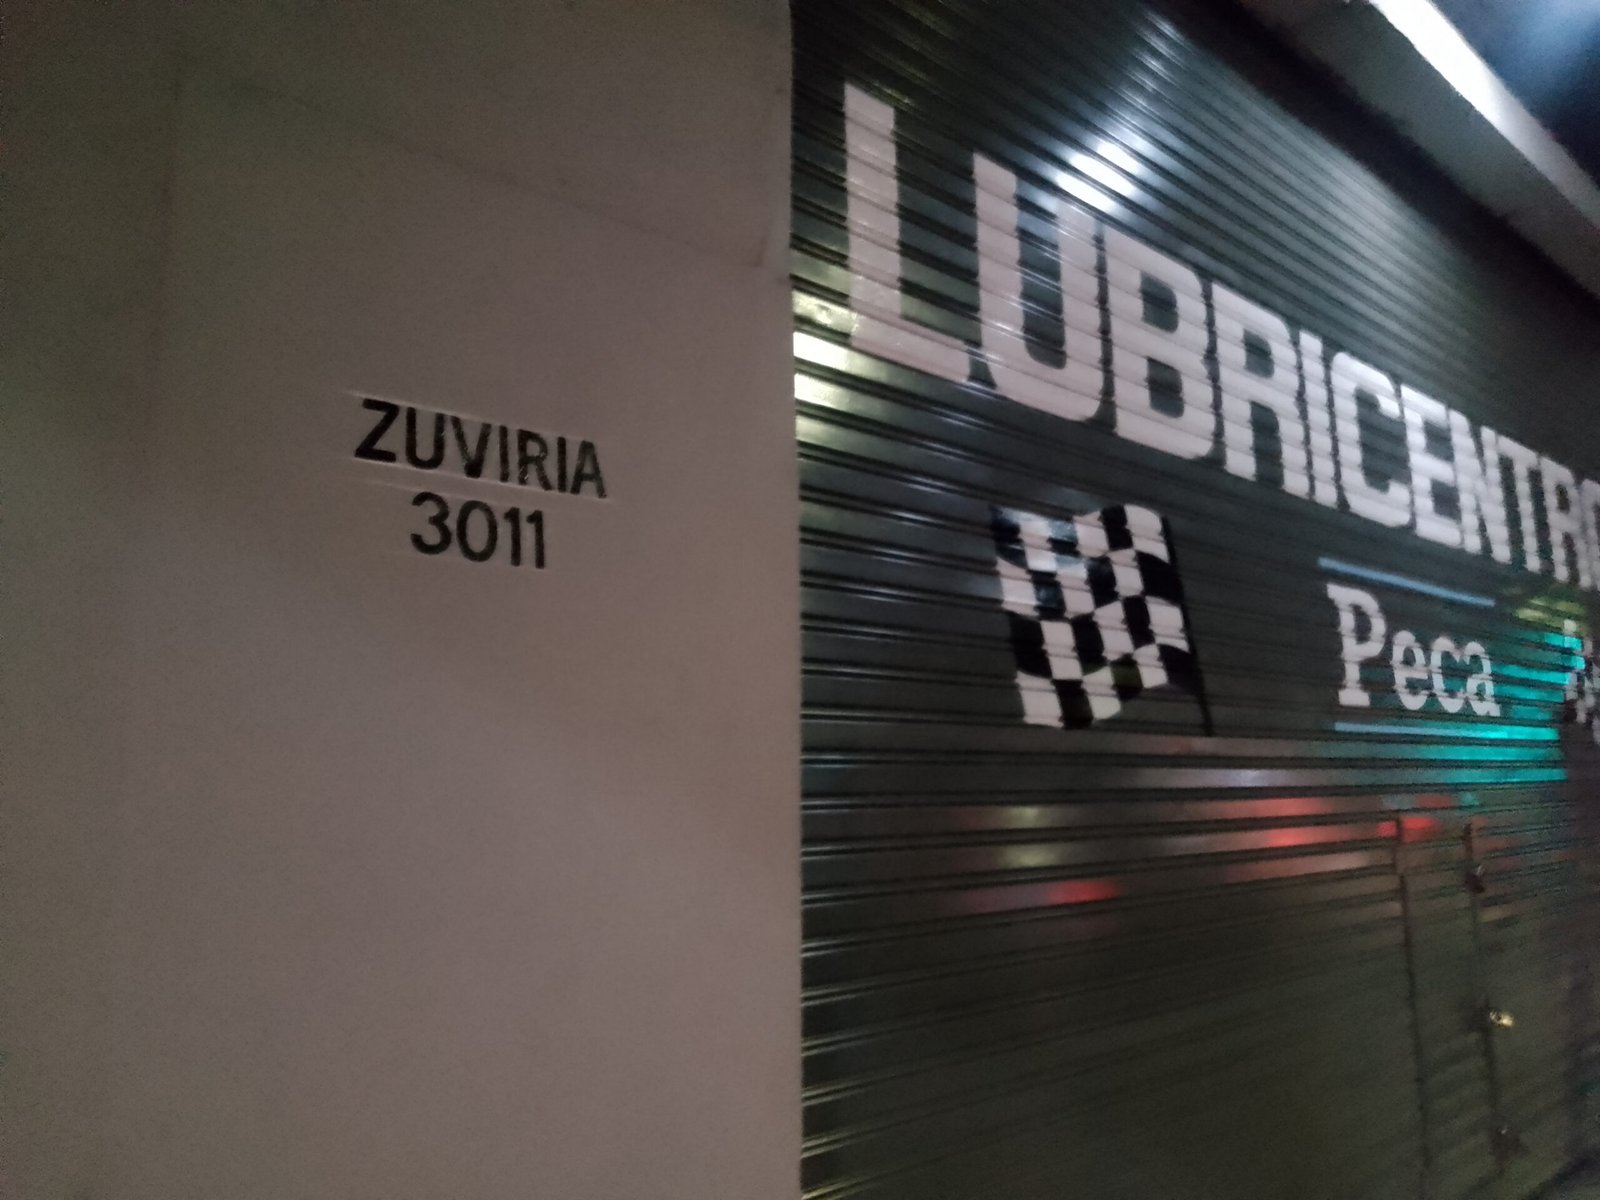 ZUVIRIA
3011
LUBRICENTRO
Peca